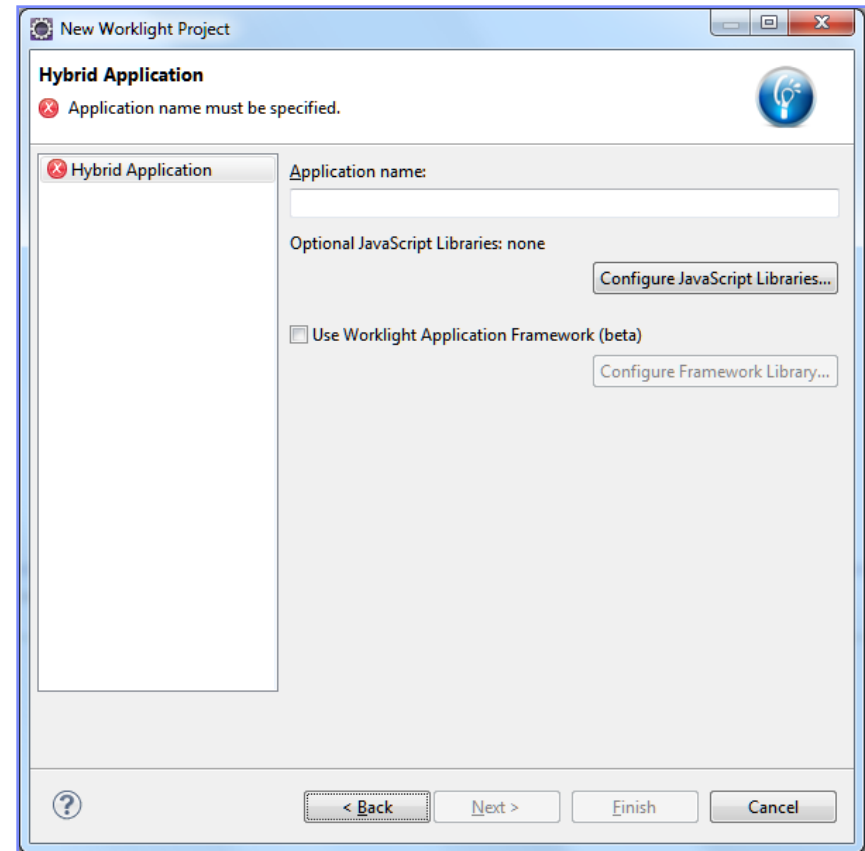 New Worklight Project
Hybrid Application
Application name must be specified.
Hybrid Application
Application name:
Optional JavaScript Libraries: none
Configure JavaScript Libraries...
Use Worklight Application Framework (beta)
Configure Framework Library...
?
< Back
Next >
Finish
Cancel